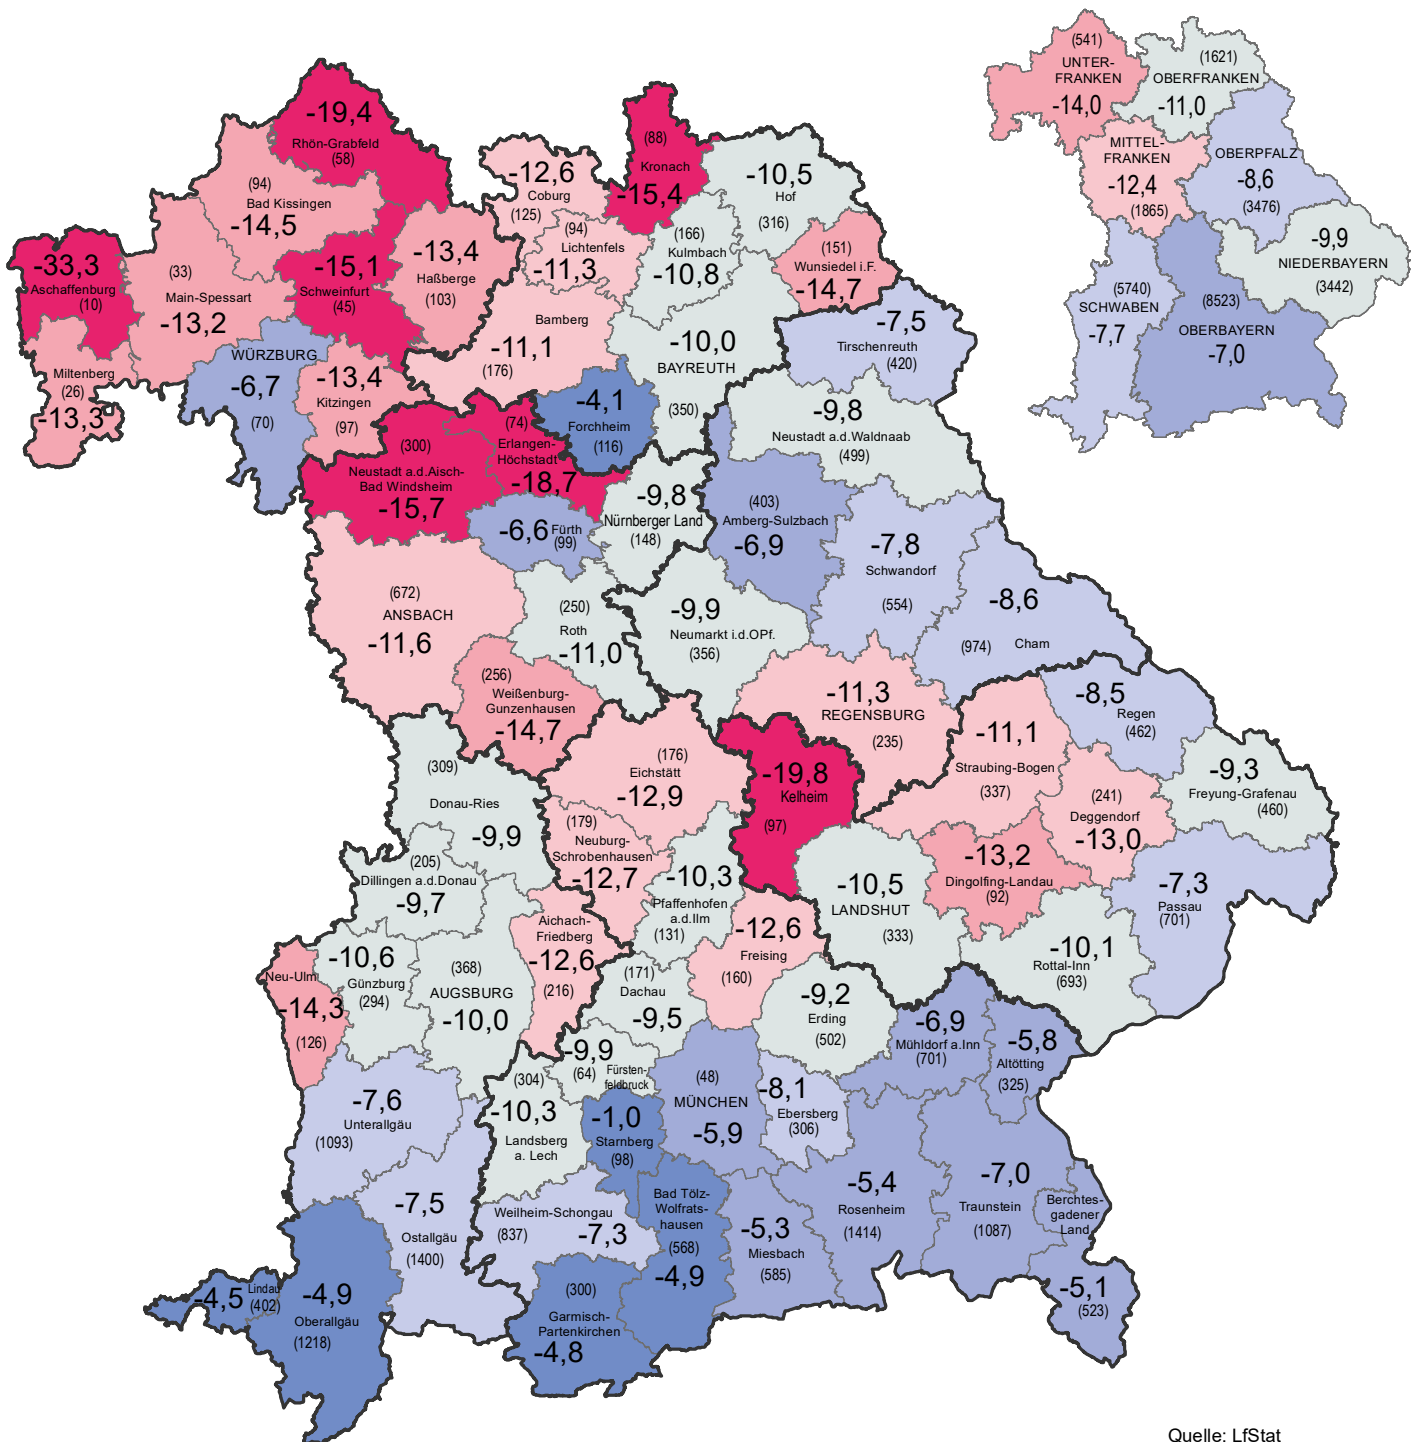 -19,4
Rhön-Grabfeld
(58)
(94)
Bad Kissingen
-14,5
-33,3
Aschaffenburg
(10)
(33)
Main-Spessart
-13,2
-15,1
Schweinfurt
(45)
-13,4
Haßberge
(103)
Miltenberg
(26)
-13,3
WÜRZBURG
-6,7
(70)
-13,4
Kitzingen
(97)
-12,6
Coburg
(125)
(88)
Kronach
-15,4
-10,5
Hof
(316)
(94)
Lichtenfels
-11,3
(166)
Kulmbach
-10,8
(151)
Wunsiedel i.F.
-14,7
Bamberg
-11,1
(176)
-10,0
BAYREUTH
(350)
-4,1
Forchheim
(116)
-7,5
Tirschenreuth
(420)
-9,8
Neustadt a.d.Waldnaab
(499)
(300)
Neustadt a.d.Aisch-
Bad Windsheim
-15,7
(74)
Erlangen-
Höchstadt
-18,7
-6,6
Fürth
(99)
-9,8
Nürnberger Land
(148)
(403)
Amberg-Sulzbach
-6,9
-7,8
Schwandorf
(554)
-8,6
(974)
Cham
(672)
ANSBACH
-11,6
(250)
Roth
-11,0
-9,9
Neumarkt i.d.OPf.
(356)
(256)
Weißenburg-
Gunzenhausen
-14,7
-11,3
REGENSBURG
(235)
-11,1
Straubing-Bogen
(337)
-8,5
Regen
(462)
-9,3
Freyung-Grafenau
(460)
(309)
Donau-Ries
-9,9
(176)
Eichstätt
-12,9
-19,8
Kelheim
(97)
(241)
Deggendorf
-13,0
(179)
Neuburg-
Schrobenhausen
-12,7
-13,2
Dingolfing-Landau
(92)
-7,3
Passau
(701)
(205)
Dillingen a.d.Donau
-9,7
-10,3
Pfaffenhofen
a.d.Ilm
(131)
-10,5
LANDSHUT
(333)
-10,1
Rottal-Inn
(693)
Aichach-
Friedberg
-12,6
(216)
-12,6
Freising
(160)
Neu-Ulm
-14,3
(126)
-10,6
Günzburg
(294)
(368)
AUGSBURG
-10,0
(171)
Dachau
-9,5
-9,2
Erding
(502)
-6,9
Mühldorf a.Inn
(701)
-5,8
Altötting
(325)
-9,9
(64)
Fürsten-
feldbruck
(48)
MÜNCHEN
-5,9
-8,1
Ebersberg
(306)
-7,6
Unterallgäu
(1093)
(304)
-10,3
Landsberg
a. Lech
-1,0
Starnberg
(98)
-7,5
Ostallgäu
(1400)
Weilheim-Schongau
(837)
-7,3
Bad Tölz-
Wolfrats-
hausen
(568)
-4,9
-5,3
Miesbach
(585)
-5,4
Rosenheim
(1414)
-7,0
Traunstein
(1087)
Berchtes-
gadener
Land
-5,1
(523)
-4,5
Lindau
(402)
-4,9
Oberallgäu
(1218)
(300)
Garmisch-
Partenkirchen
-4,8
(541)
UNTER-
FRANKEN
-14,0
(1621)
OBERFRANKEN
-11,0
MITTEL-
FRANKEN
-12,4
(1865)
OBERPFALZ
-8,6
(3476)
-9,9
NIEDERBAYERN
(3442)
(5740)
SCHWABEN
-7,7
(8523)
OBERBAYERN
-7,0
Quelle: LfStat